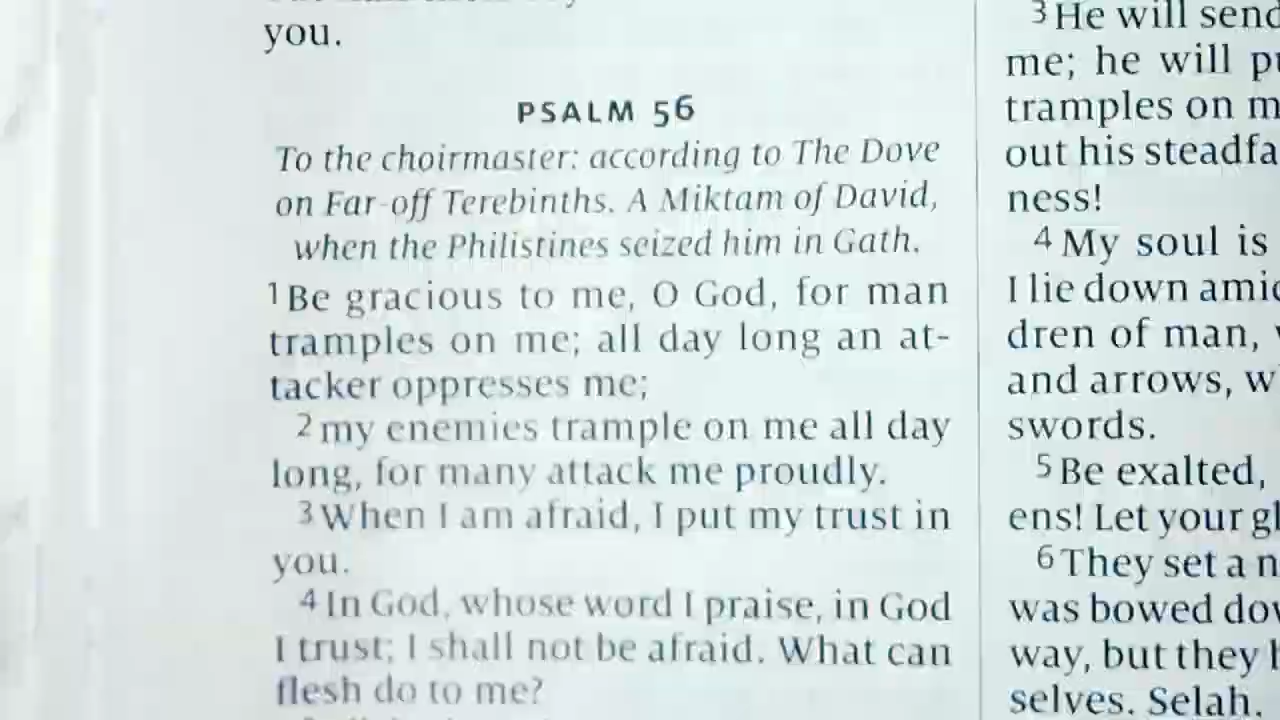 you.
PSALM 56
To the choirmaster: according to The Dove
on Far-off Terebinths. A Miktam of David,
when the Philistines seized him in Gath.
1 Be gracious to me, O God, for man
tramples on me; all day long an at-
tacker oppresses me;
2 my enemies trample on me all day
long, for many attack me proudly.
3 When I am afraid, I put my trust in
you.
4 In God, whose word I praise, in God
I trust; I shall not be afraid. What can
flesh do to me?
3 He will send
me; he will
tramples on
out his
ness!
4 My soul is
I lie down
dren of man,
and arrows,
swords.
5 Be exalted,
ens! Let your
6 They set a
was bowed
way, but they
selves. Selah.